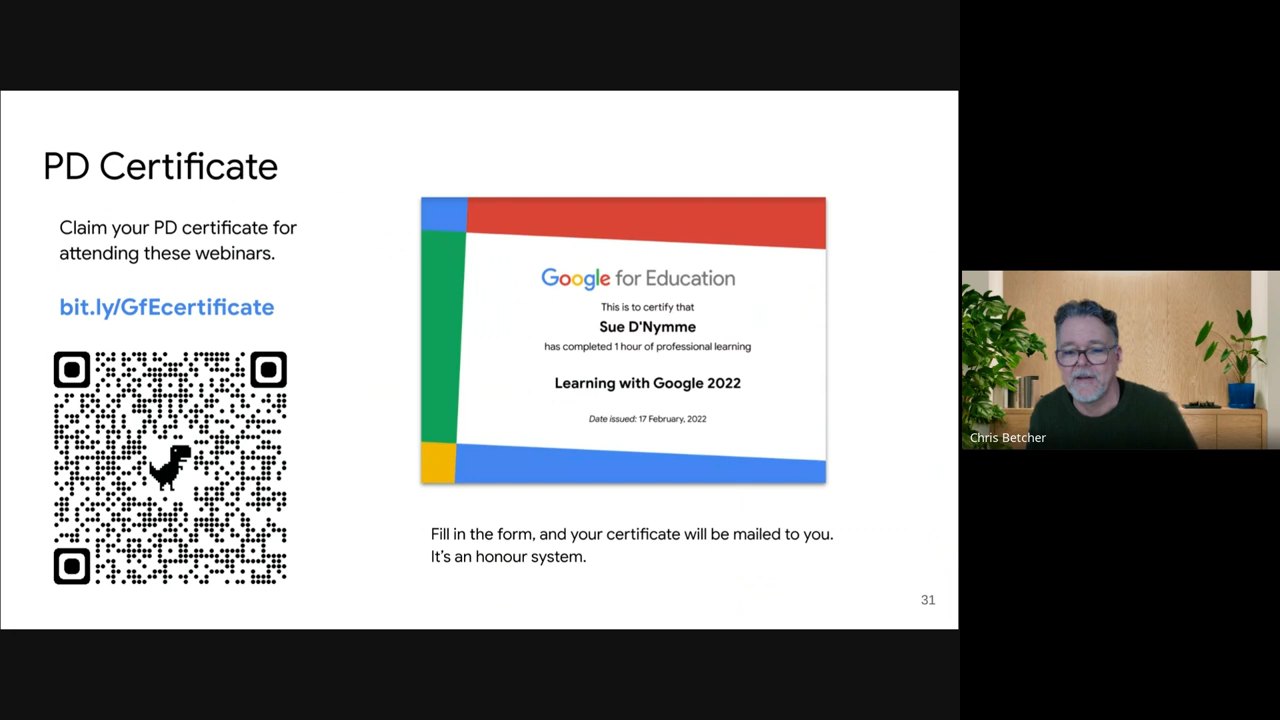 PD Certificate
Claim your PD certificate for
attending these webinars.
bit.ly/GfEcertificate
Google for Education
This is to certify that
Sue D'Nymme
has completed 1 hour of professional learning
Learning with Google 2022
Date issued: 17 February, 2022
Fill in the form, and your certificate will be mailed to you.
It's an honour system.
31
Chris Betcher